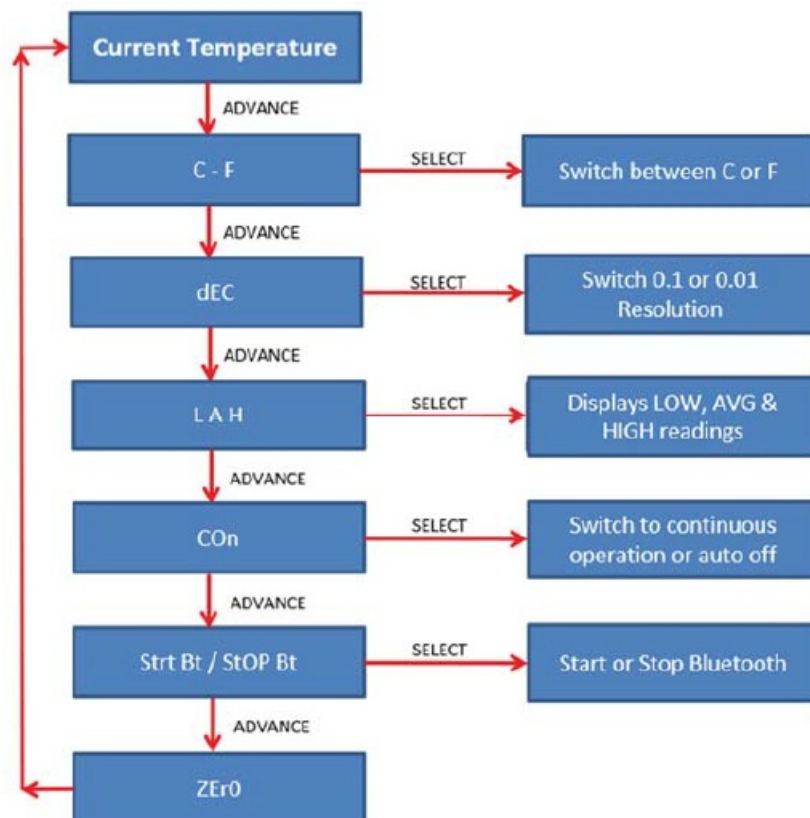 Current Temperature
ADVANCE
C - F
SELECT
Switch between C or F
ADVANCE
dEC
SELECT
Switch 0.1 or 0.01
Resolution
ADVANCE
L A H
SELECT
Displays LOW, AVG &
HIGH readings
ADVANCE
COn
SELECT
Switch to continuous
operation or auto off
ADVANCE
Strt Bt / StOP Bt
SELECT
Start or Stop Bluetooth
ADVANCE
ZEr0